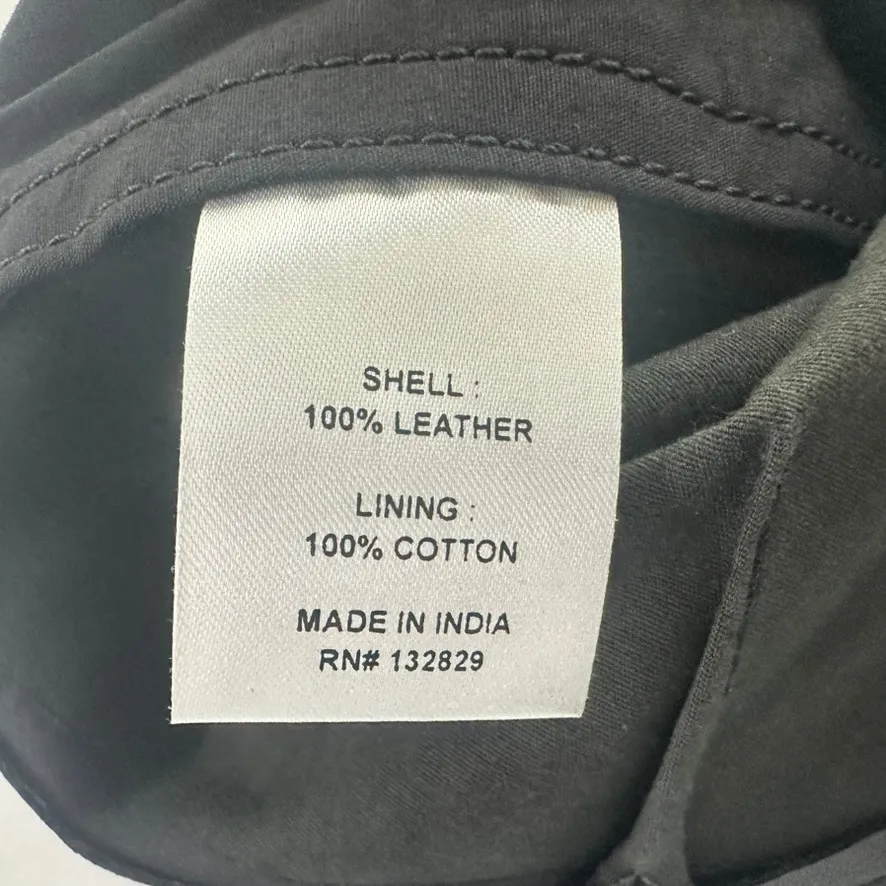 SHELL :
100% LEATHER
LINING :
100% COTTON
MADE IN INDIA
RN# 132829